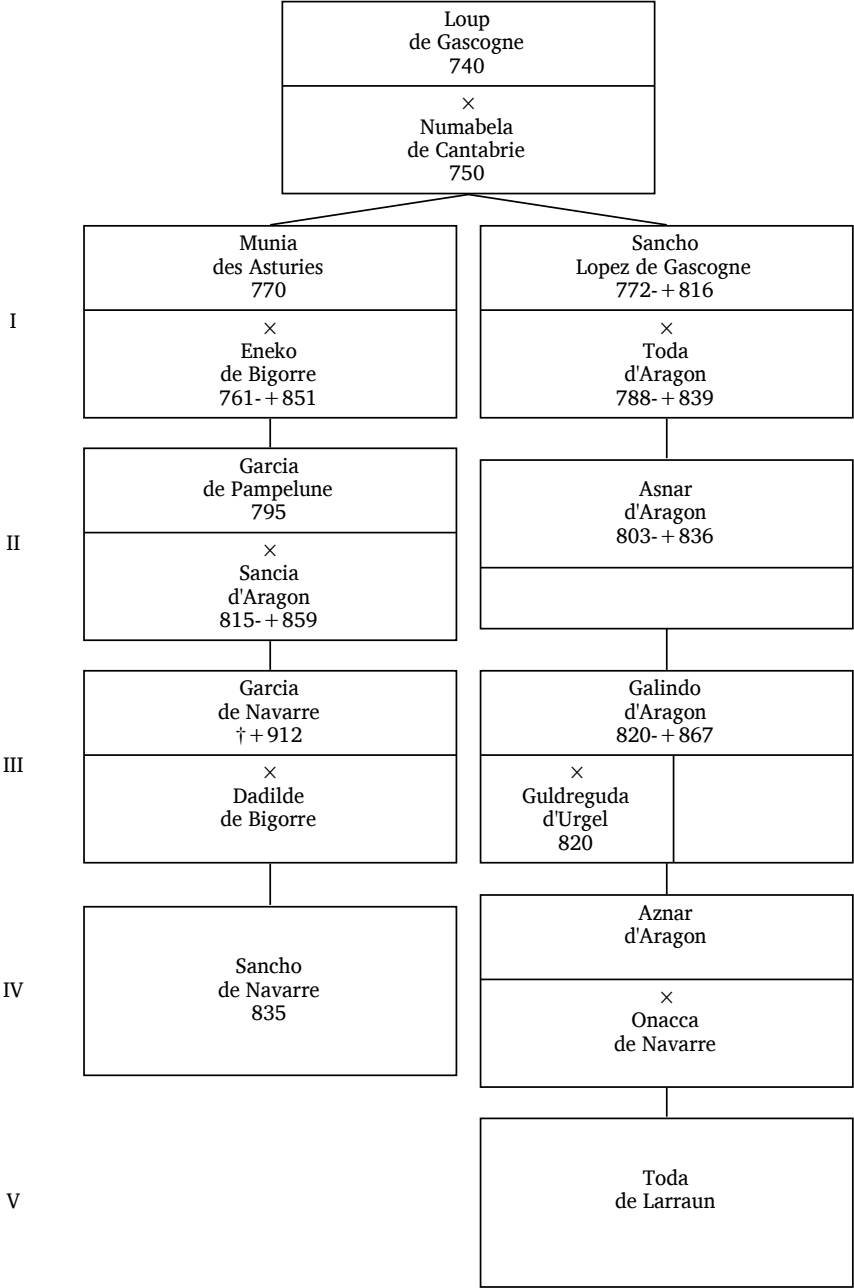 Loup
de Gascogne
740
×
Numabela
de Cantabrie
750
I
Munia
des Asturies
770
×
Eneko
de Bigorre
761-+851
Sancho
Lopez de Gascogne
772-+816
×
Toda
d'Aragon
788-+839
II
Garcia
de Pampelune
795
×
Sancia
d'Aragon
815-+859
Asnar
d'Aragon
803-+836
III
Garcia
de Navarre
†+912
×
Dadilde
de Bigorre
Galindo
d'Aragon
820-+867
×
Guldreguda
d'Urgel
820
IV
Sancho
de Navarre
835
Aznar
d'Aragon
×
Onacca
de Navarre
V
Toda
de Larraun